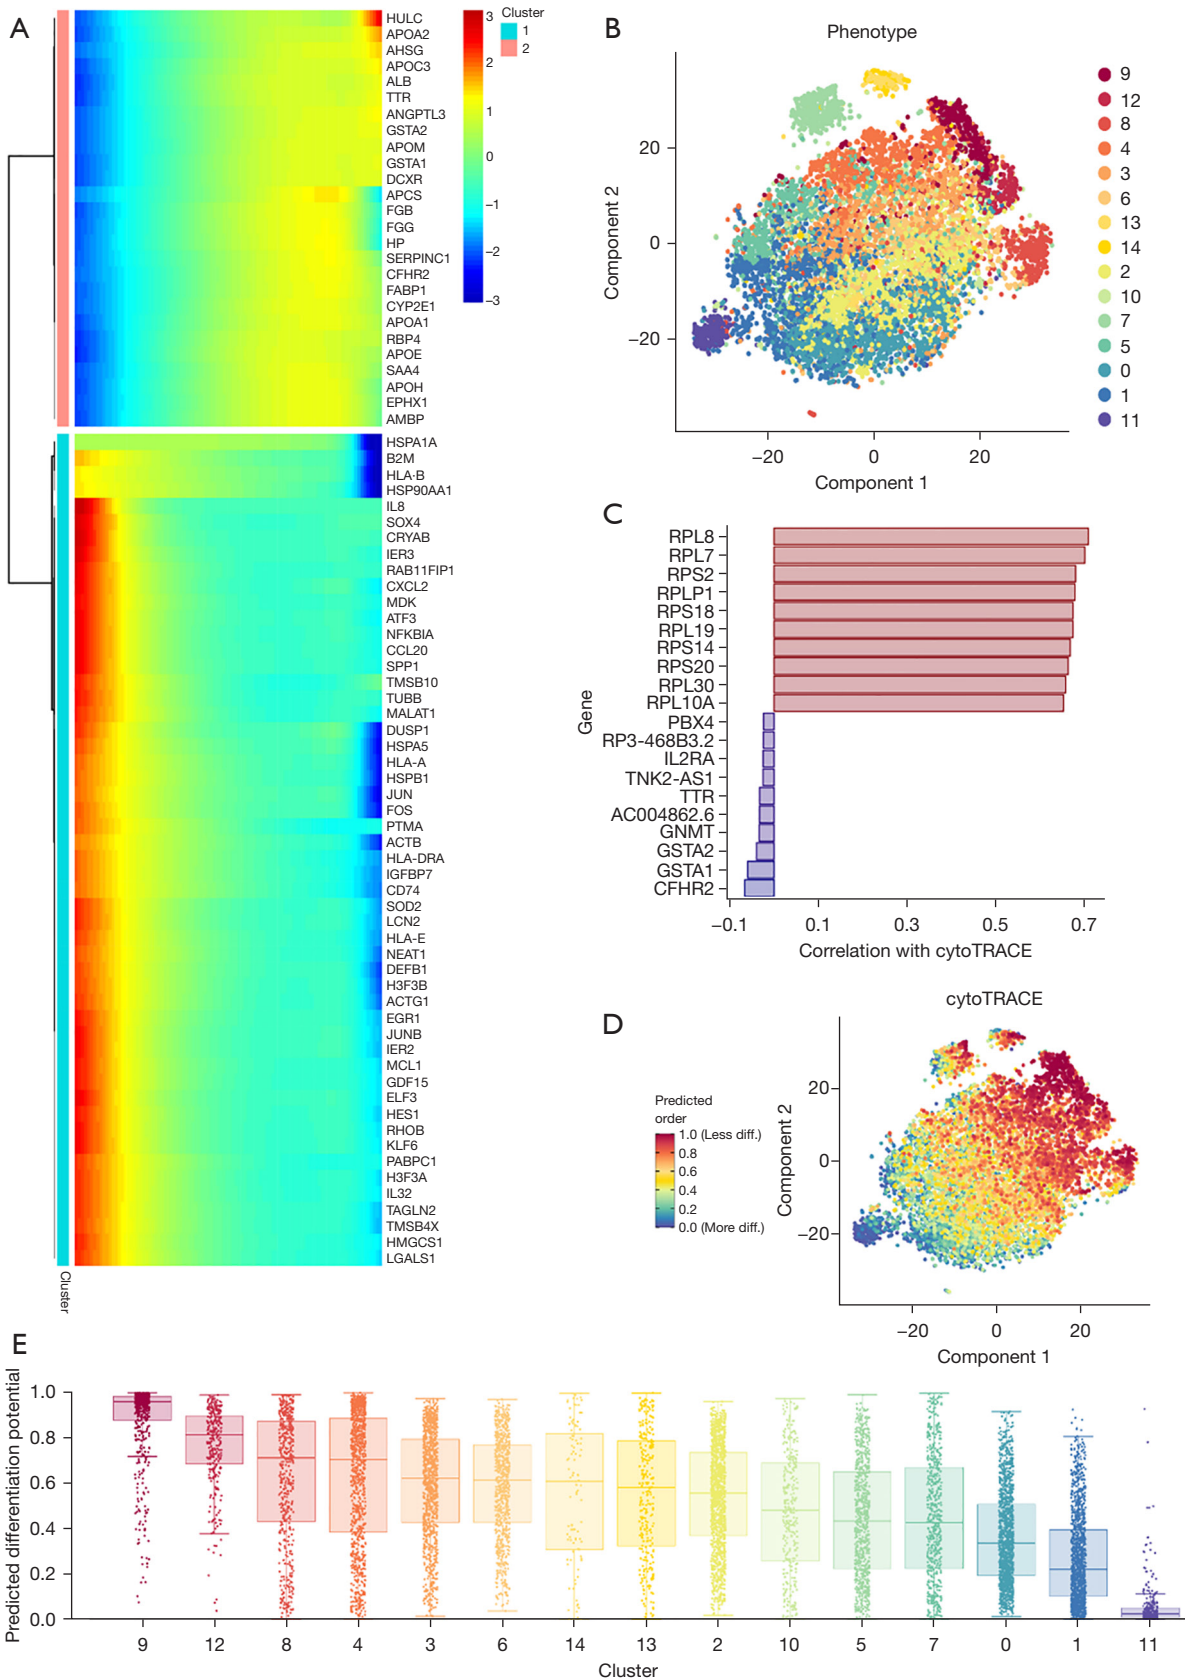 A
HULC
APOA2
AHSG
APOC3
ALB
TTR
ANGPTL3
GSTA2
APOM
GSTA1
DCXR
APCS
FGB
FGG
HP
SERPINC1
CFHR2
FABP1
CYP2E1
APOA1
RBP4
APOE
SAA4
APOH
EPHX1
AMBP
HSPA1A
B2M
HLA-B
HSP90AA1
IL8
SOX4
CRYAB
IER3
RAB11FIP1
CXCL2
MDK
ATF3
NFKBIA
CCL20
SPP1
TMSB10
TUBB
MALAT1
DUSP1
HSPA5
HLA-A
HSPB1
JUN
FOS
PTMA
ACTB
HLA-DRA
IGFBP7
CD74
SOD2
LCN2
HLA-E
NEAT1
DEFB1
H3F3B
ACTG1
EGR1
JUNB
IER2
MCL1
GDF15
ELF3
HES1
RHOB
KLF6
PABPC1
H3F3A
IL32
TAGLN2
TMSB4X
HMGCS1
LGALS1
Cluster
3
2
1
0
−1
−2
−3
Cluster
1
2
B
Phenotype
Component 2
20
0
−20
−20 0 20
Component 1
9
12
8
4
3
6
13
14
2
10
7
5
0
1
11
C
Gene
RPL8
RPL7
RPS2
RPLP1
RPS18
RPL19
RPS14
RPS20
RPL30
RPL10A
PBX4
RP3-468B3.2
IL2RA
TNK2-AS1
TTR
AC004862.6
GNMT
GSTA2
GSTA1
CFHR2
−0.1 0.1 0.3 0.5 0.7
Correlation with cytoTRACE
D
cytoTRACE
Predicted
order
1.0 (Less diff.)
0.8
0.6
0.4
0.2
0.0 (More diff.)
Component 2
20
0
−20
−20 0 20
Component 1
E
Predicted differentiation potential
1.0
0.8
0.6
0.4
0.2
0.0
9 12 8 4 3 6 14 13 2 10 5 7 0 1 11
Cluster